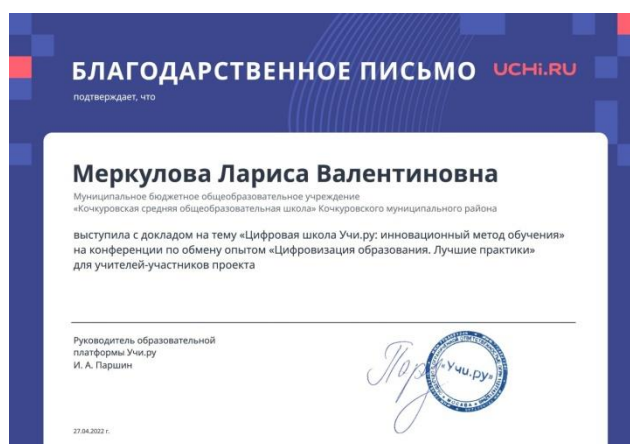 БЛАГОДАРСТВЕННОЕ ПИСЬМО UCHi.RU
подтверждает, что
Меркулова Лариса Валентиновна
Муниципальное бюджетное общеобразовательное учреждение
«Кочкуровская средняя общеобразовательная школа» Кочкуровского муниципального района
выступила с докладом на тему «Цифровая школа Учи.ру: инновационный метод обучения»
на конференции по обмену опытом «Цифровизация образования. Лучшие практики»
для учителей-участников проекта
Руководитель образовательной
платформы Учи.ру
И. А. Паршин
«Учи.ру»
МОСКВА
27.04.2022 г.